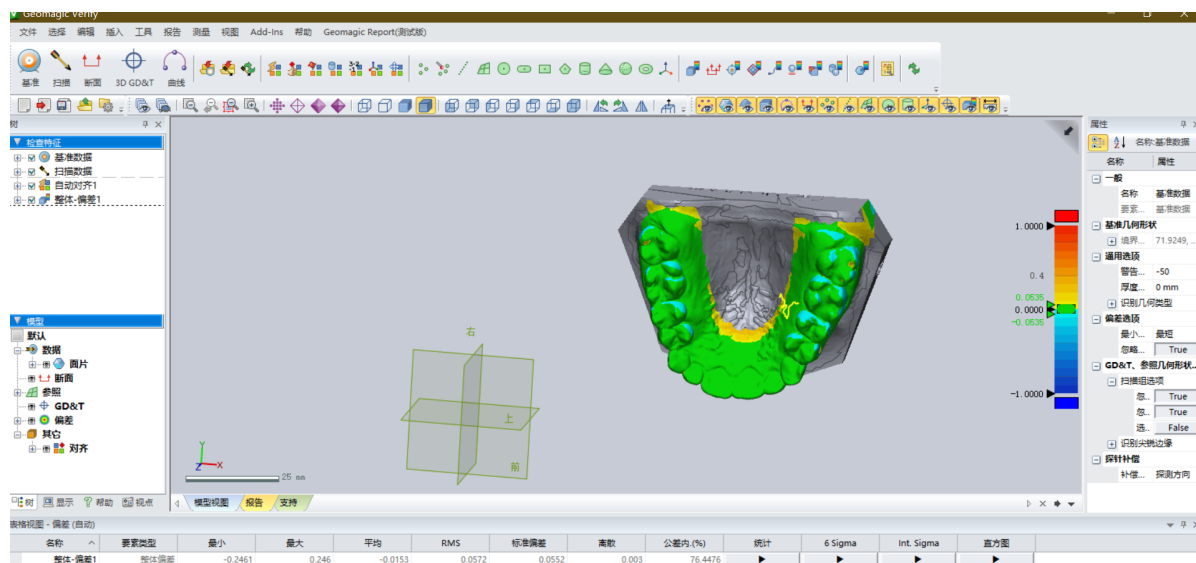 Geomagic Verify
文件 选择 编辑 插入 工具 报告 测量 视图 Add-Ins 帮助 Geomagic Report(测试版)
基准 扫描 断面 3D GD&T 曲线
树
检查特征
基准数据
扫描数据
自动对齐1
整体-偏差1
模型
默认
数据
面片
断面
参照
GD&T
偏差
其它
对齐
树 显示 帮助 视点
右
上
前
Y
Z
X
25 mm
1.0000
0.4
0.0535
0.0000
-0.0535
-1.0000
模型视图 报告 支持
属性
名称:基准数据
名称 属性
一般
名称 基准数据
要素... 基准数据
基准几何形状
境界... 71.9249, ..
通用选顶
警告... -50
厚度... 0 mm
识别几何类型
偏差选顶
最小... 最短
忽略... True
GD&T、参照几何形状...
扫描组选项
忽.. True
忽.. True
选.. False
识别尖锐边缘
探针补偿
补偿... 探测方向
表格视图 - 偏差 (自动)
名称 要素类型 最小 最大 平均 RMS 标准偏差 离散 公差内.(%) 统计 6 Sigma Int. Sigma 直方图
整体-偏差1 整体偏差 -0.2461 0.246 -0.0153 0.0572 0.0552 0.003 76.4476